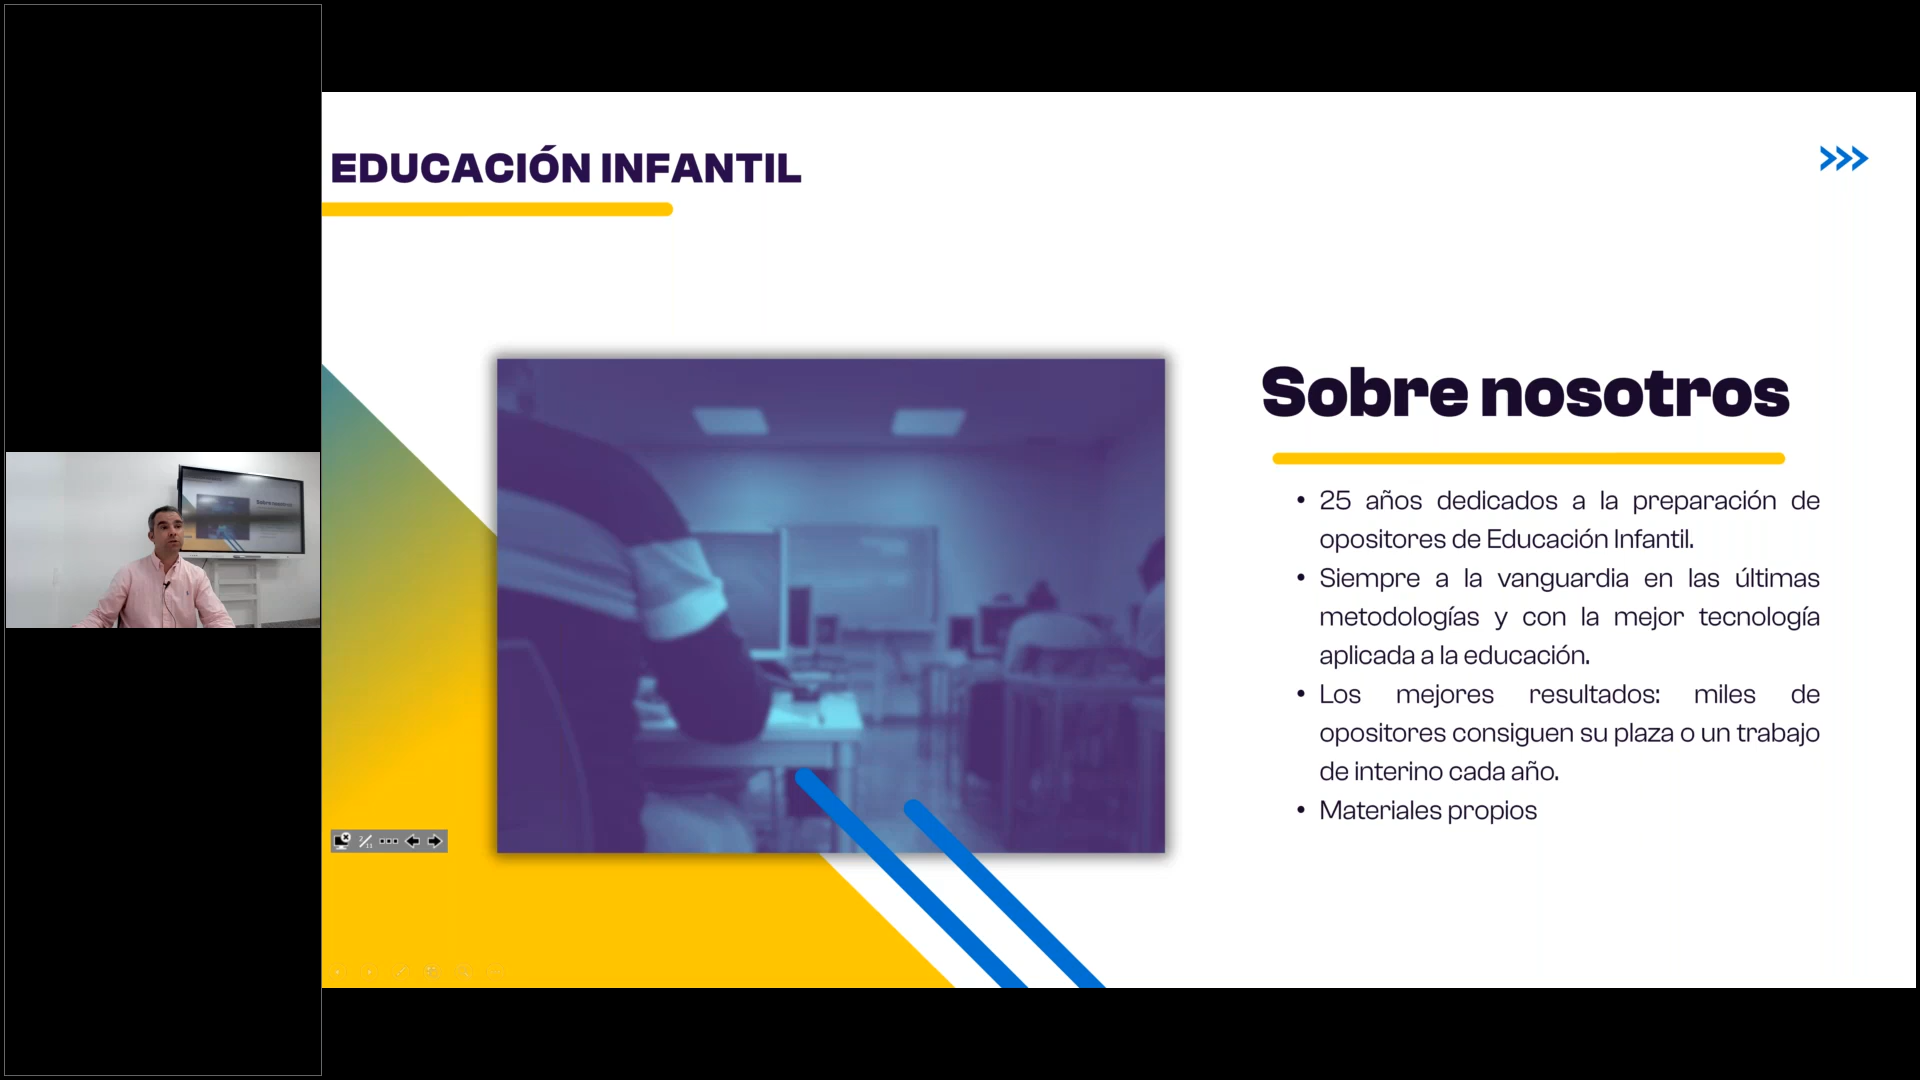 EDUCACIÓN INFANTIL
Sobre nosotros
• 25 años dedicados a la preparación de
opositores de Educación Infantil.
• Siempre a la vanguardia en las últimas
metodologías y con la mejor tecnología
aplicada a la educación.
• Los mejores resultados: miles de
opositores consiguen su plaza o un trabajo
de interino cada año.
• Materiales propios
Sobre nosotros